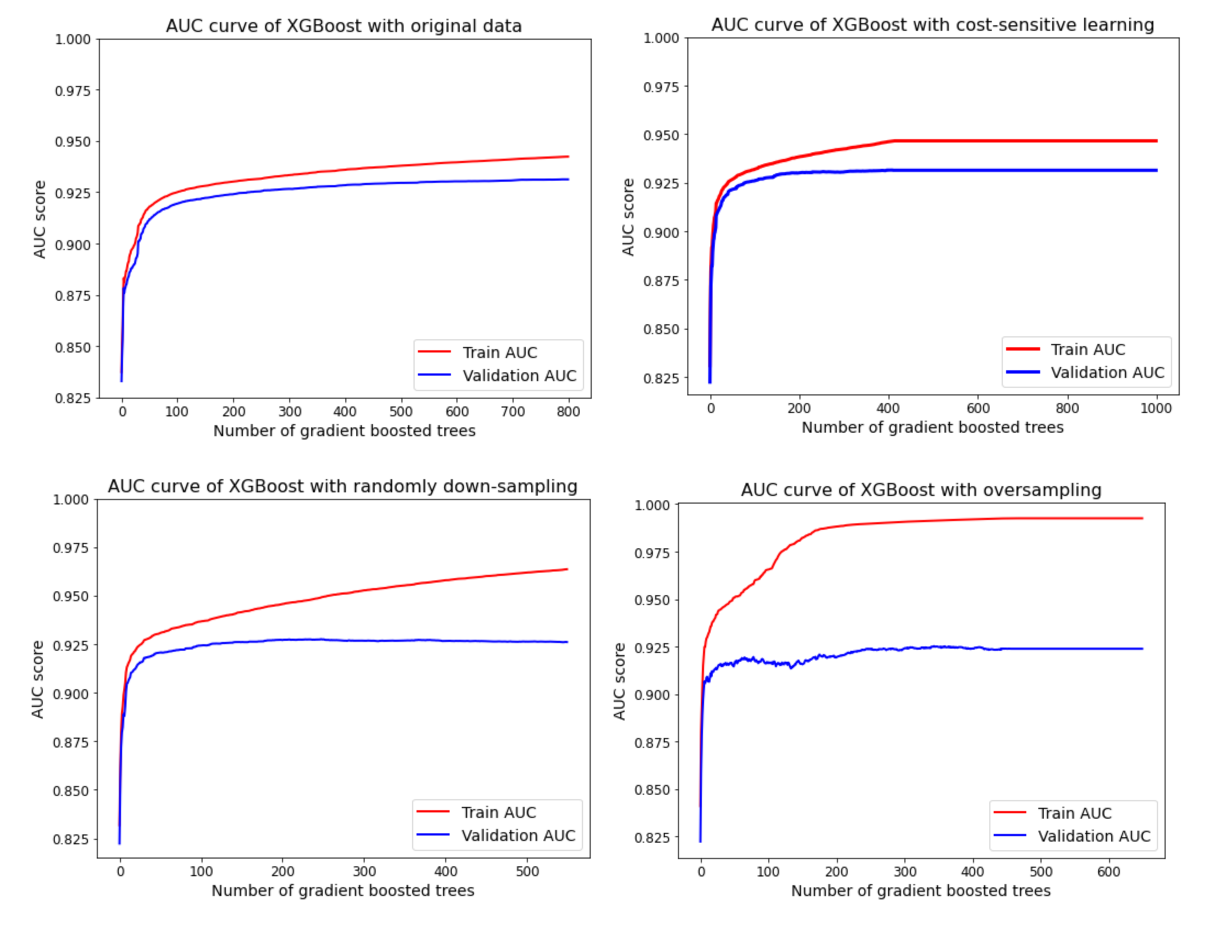 AUC curve of XGBoost with original data
1.000
0.975
0.950
0.925
0.900
0.875
0.850
0.825
AUC score
Train AUC
Validation AUC
0 100 200 300 400 500 600 700 800
Number of gradient boosted trees
AUC curve of XGBoost with cost-sensitive learning
1.000
0.975
0.950
0.925
0.900
0.875
0.850
0.825
AUC score
Train AUC
Validation AUC
0 200 400 600 800 1000
Number of gradient boosted trees
AUC curve of XGBoost with randomly down-sampling
1.000
0.975
0.950
0.925
0.900
0.875
0.850
0.825
AUC score
Train AUC
Validation AUC
0 100 200 300 400 500
Number of gradient boosted trees
AUC curve of XGBoost with oversampling
1.000
0.975
0.950
0.925
0.900
0.875
0.850
0.825
AUC score
Train AUC
Validation AUC
0 100 200 300 400 500 600
Number of gradient boosted trees